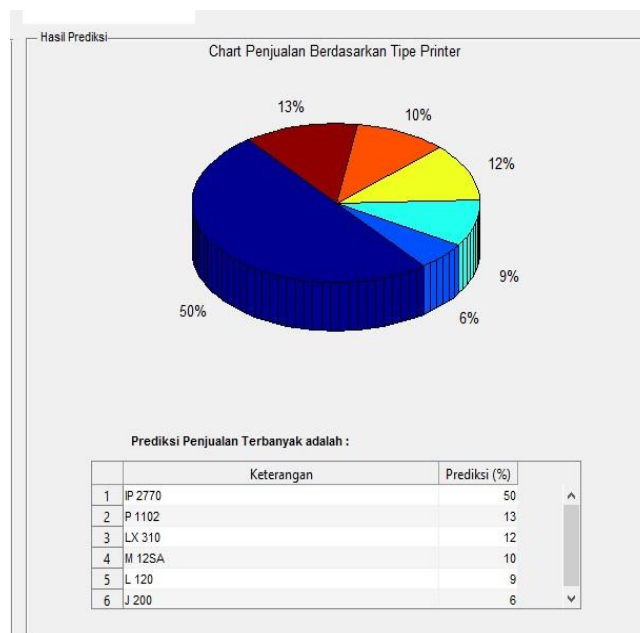 Hasil Prediksi
Chart Penjualan Berdasarkan Tipe Printer
13%
10%
12%
9%
6%
50%
Prediksi Penjualan Terbanyak adalah :
Keterangan Prediksi (%)
1 IP 2770 50
2 P 1102 13
3 LX 310 12
4 M 12SA 10
5 L 120 9
6 J 200 6